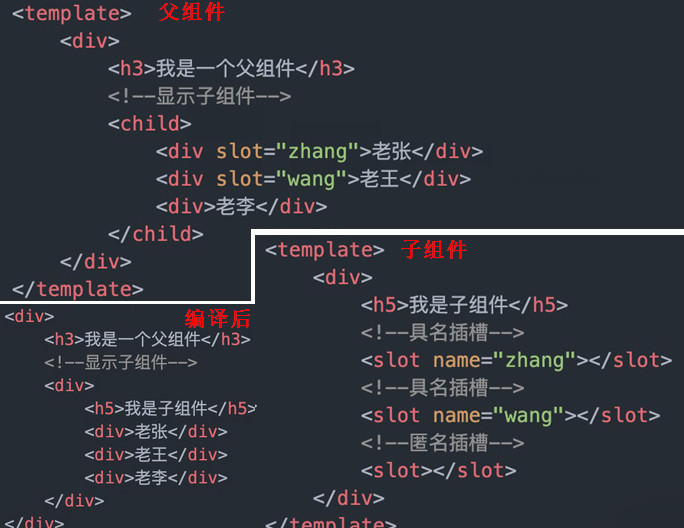 <template> 父组件
<div>
<h3>我是一个父组件</h3>
<!--显示子组件-->
<child>
<div slot="zhang">老张</div>
<div slot="wang">老王</div>
<div>老李</div>
</child>
</div>
</template>
<template> 子组件
<div>
<h5>我是子组件</h5>
<!--具名插槽-->
<slot name="zhang"></slot>
<!--具名插槽-->
<slot name="wang"></slot>
<!--匿名插槽-->
<slot></slot>
</div>
</template>
编译后
<div>
<h3>我是一个父组件</h3>
<!--显示子组件-->
<div>
<h5>我是子组件</h5>
<div>老张</div>
<div>老王</div>
<div>老李</div>
</div>
</div>